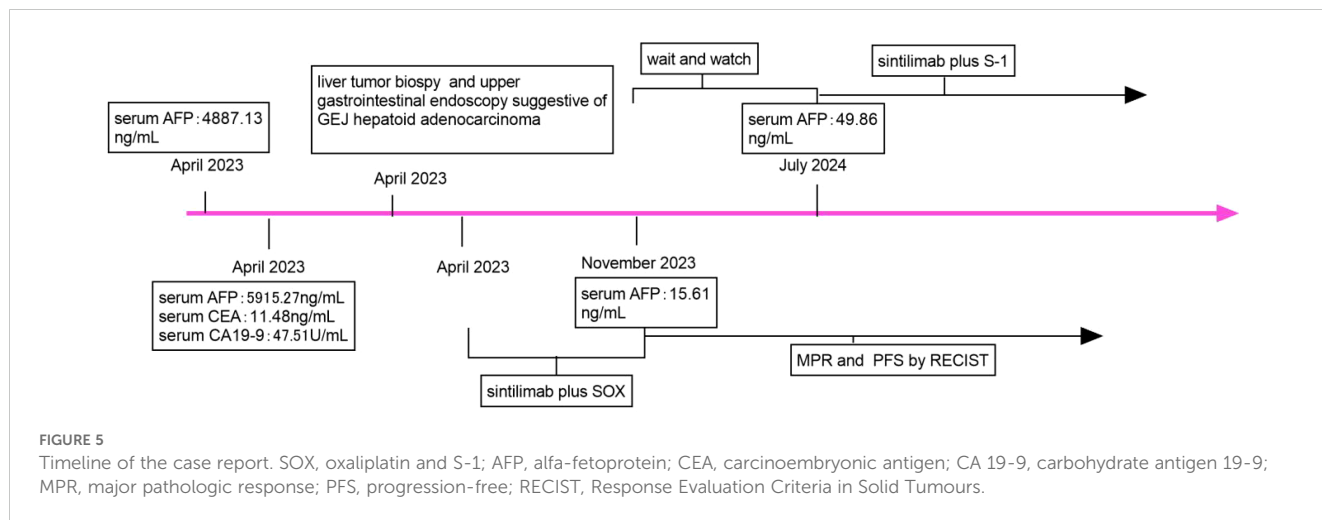 wait and watch
sintilimab plus S-1
liver tumor biospy and upper
gastrointestinal endoscopy suggestive of
GEJ hepatoid adenocarcinoma
serum AFP：4887.13
ng/mL
serum AFP：49.86
ng/mL
April 2023
April 2023
July 2024
April 2023
April 2023
November 2023
serum AFP：5915.27ng/mL
serum CEA：11.48ng/mL
serum CA19-9：47.51U/mL
serum AFP：15.61
ng/mL
MPR and PFS by RECIST
sintilimab plus SOX
FIGURE 5
Timeline of the case report. SOX, oxaliplatin and S-1; AFP, alfa-fetoprotein; CEA, carcinoembryonic antigen; CA 19-9, carbohydrate antigen 19-9;
MPR, major pathologic response; PFS, progression-free; RECIST, Response Evaluation Criteria in Solid Tumours.